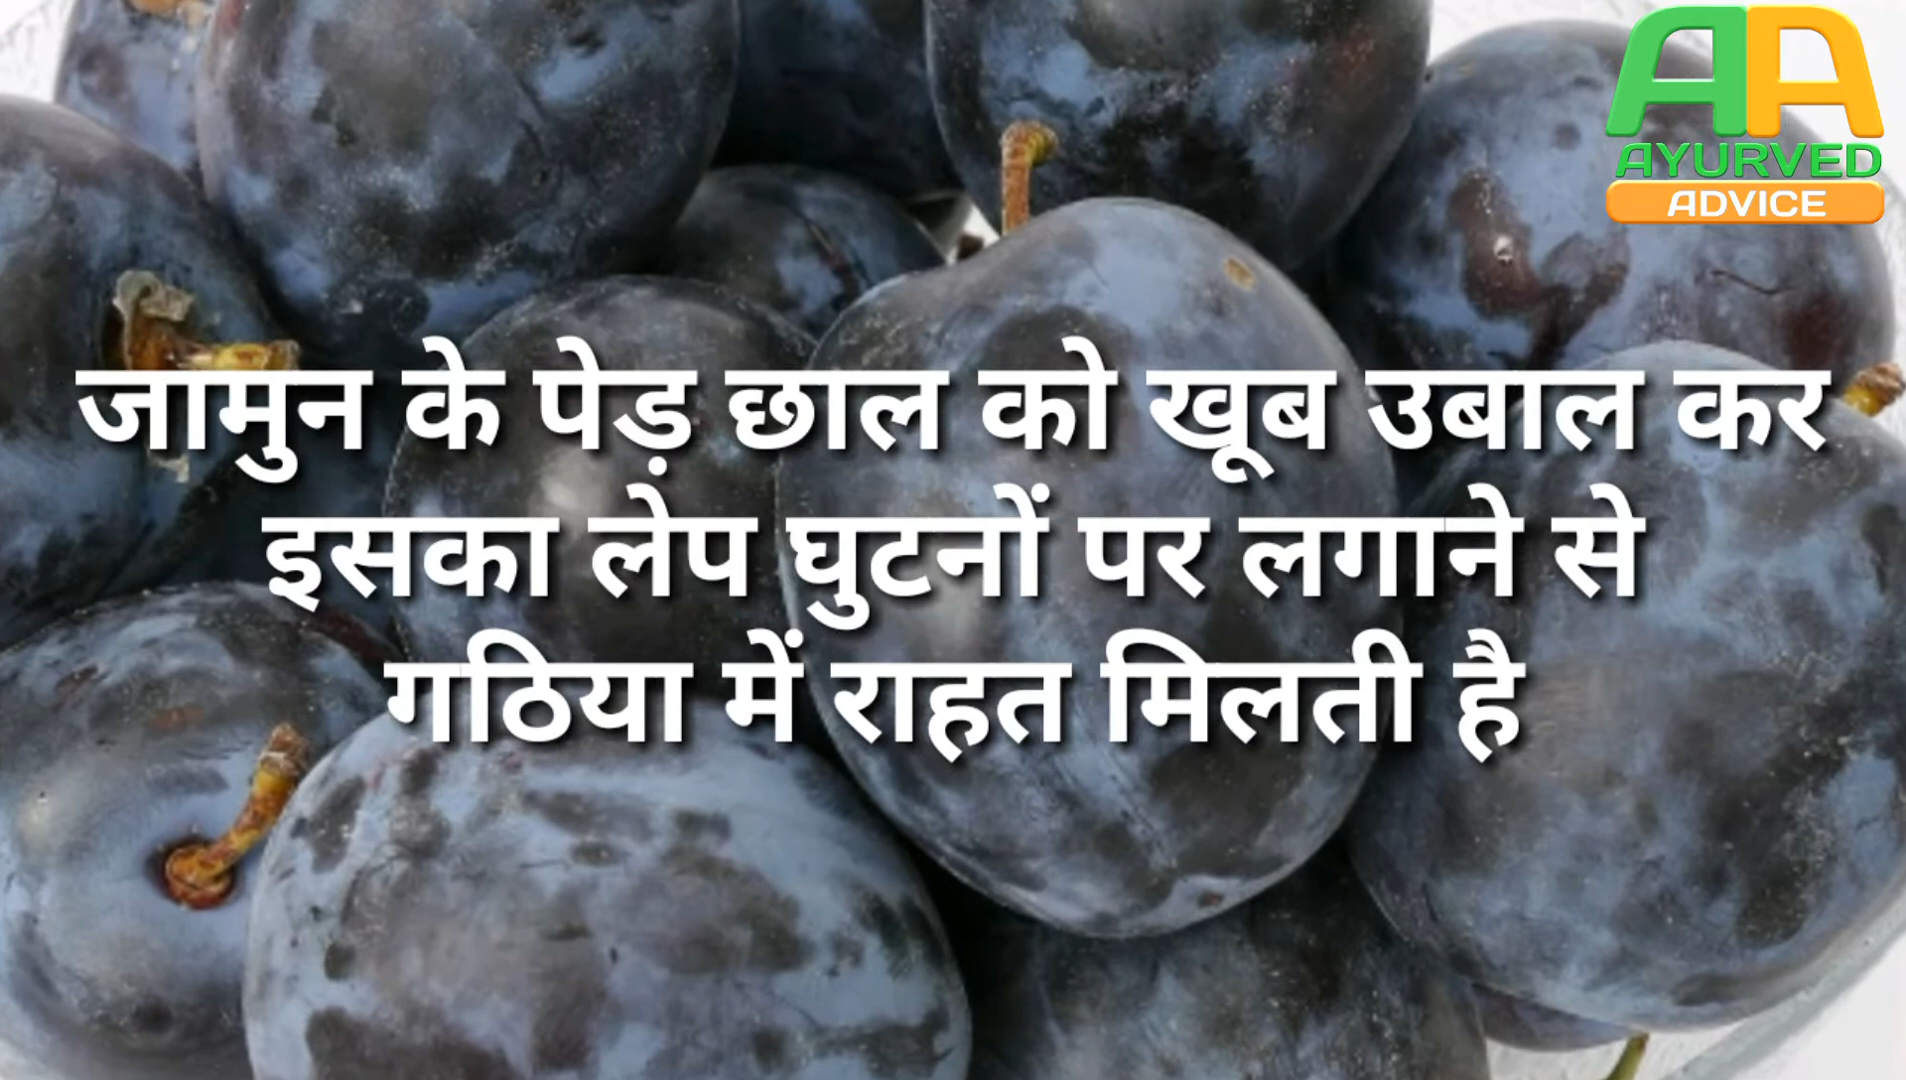 AA
AYURVED
ADVICE
जामुन के पेड़ छाल को खूब उबाल कर
इसका लेप घुटनों पर लगाने से
गठिया में राहत मिलती है